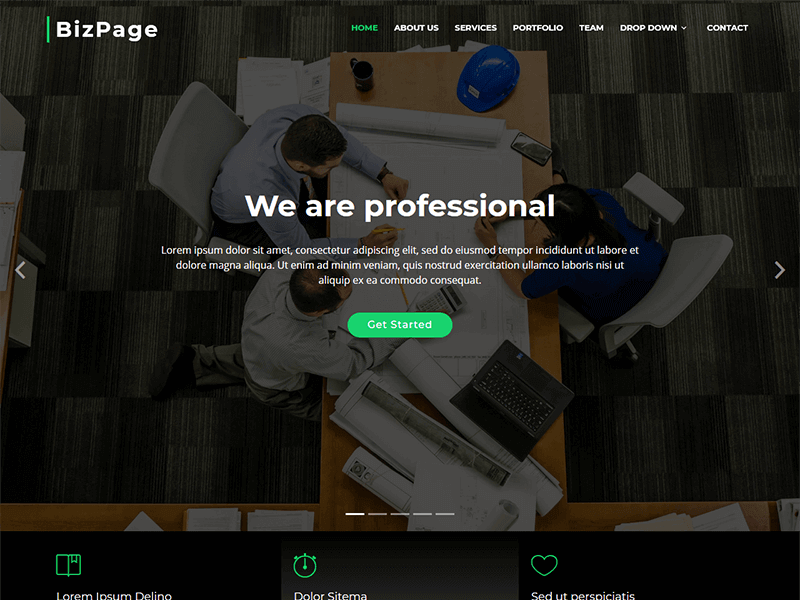 BizPage
HOME ABOUT US SERVICES PORTFOLIO TEAM DROP DOWN CONTACT
We are professional
Lorem ipsum dolor sit amet, consectetur adipiscing elit, sed do eiusmod tempor incididunt ut labore et
dolore magna aliqua. Ut enim ad minim veniam, quis nostrud exercitation ullamco laboris nisi ut
aliquip ex ea commodo consequat.
Get Started
Lorem Ipsum Delino
Dolor Sitema
Sed ut perspiciatis